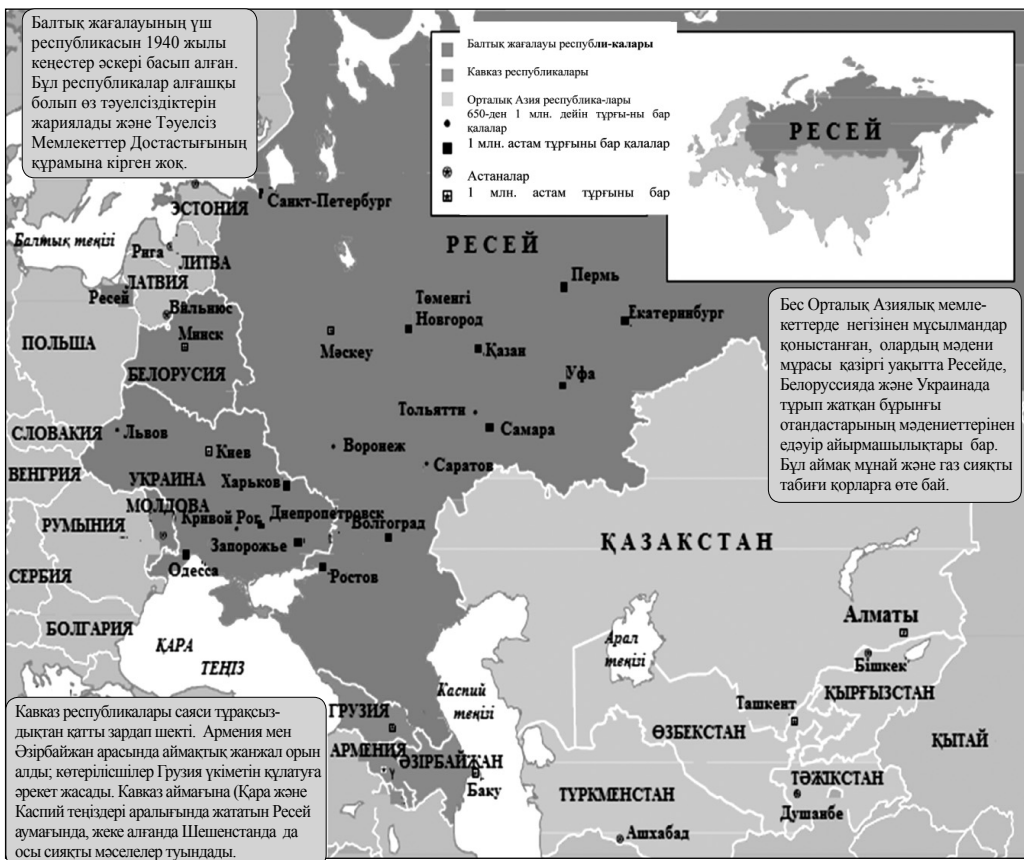 Балтық жағалауының үш
республикасын 1940 жылы
кеңестер әскері басып алған.
Бұл республикалар алғашқы
болып өз тәуелсіздіктерін
жариялады және Тәуелсіз
Мемлекеттер Достастығының
құрамына кірген жоқ.
Балтық жағалауы республи-калары
Кавказ республикалары
Орталық Азия республика-лары
650-ден 1 млн. дейін тұрғы-ны бар
қалалар
1 млн. астам тұрғыны бар қалалар
Астаналар
1 млн. астам тұрғыны бар
РЕСЕЙ
Санкт-Петербург
ЭСТОНИЯ
Балтық теңізі
Рига
ЛИТВА
ЛАТВИЯ
Ресей
Вильнюс
Минск
ПОЛЬША
БЕЛОРУСИЯ
РЕСЕЙ
Пермь
Төменгі
Новгород
Екатеринбург
Мәскеу
Қазан
Уфа
Тольятти
Самара
Воронеж
Саратов
Бес Орталық Азиялық мемле-
кеттерде негізінен мұсылмандар
қоныстанған, олардың мәдени
мұрасы қазіргі уақытта Ресейде,
Белоруссияда және Украинада
тұрып жатқан бұрынғы
отандастарының мәдениеттерінен
едәуір айырмашылықтары бар.
Бұл аймақ мұнай және газ сияқты
табиғи қорларға өте бай.
СЛОВАКИЯ
Львов
Киев
ВЕНГРИЯ
УКРАИНА
Харьков
МОЛДОВА
РУМЫНИЯ
Кривой Рог
Днепропетровск
Волгоград
Запорожье
Одесса
Ростов
СЕРБИЯ
БОЛГАРИЯ
ҚАРА
ТЕҢІЗ
ҚАЗАКСТАН
Алматы
Арал
теңізі
Бішкек
Каспий
теңізі
Ташкент
ҚЫРҒЫЗСТАН
ӨЗБЕКСТАН
ҚЫТАЙ
ГРУЗИЯ
АРМЕНИЯ
ӘЗІРБАЙЖАН
Баку
ТҮРКМЕНСТАН
ТӘЖІКСТАН
Душанбе
Ашхабад
Кавказ республикалары саяси тұрақсыз-
дықтан қатты зардап шекті. Армения мен
Әзірбайжан арасында аймақтық жанжал орын
алды; көтерілісшілер Грузия үкіметін құлатуға
әрекет жасады. Кавказ аймағына (Қара және
Каспий теңіздері аралығында жататын Ресей
аумағында, жеке алғанда Шешенстанда да
осы сияқты мәселелер туындады.